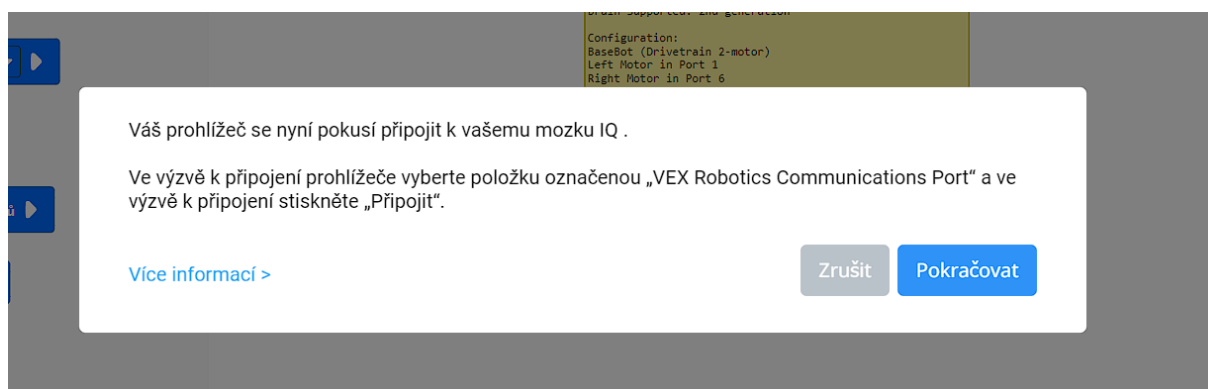 Configuration:
BaseBot (Drivetrain 2-motor)
Left Motor in Port 1
Right Motor in Port 6
Váš prohlížeč se nyní pokusí připojit k vašemu mozku IQ .
Ve výzvě k připojení prohlížeče vyberte položku označenou „VEX Robotics Communications Port“ a ve
výzvě k připojení stiskněte „Připojit“.
Více informací >
Zrušit
Pokračovat